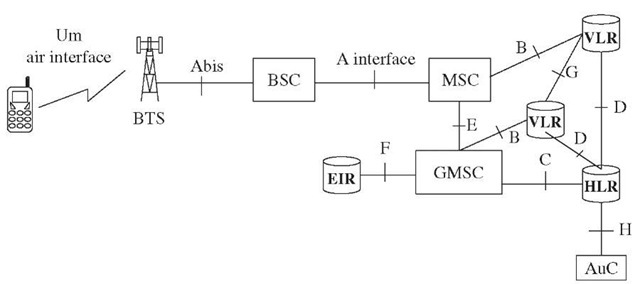 Um
air interface
BTS
Abis
BSC
A interface
MSC
B
VLR
G
D
E
B
VLR
D
F
EIR
GMSC
C
HLR
H
AuC